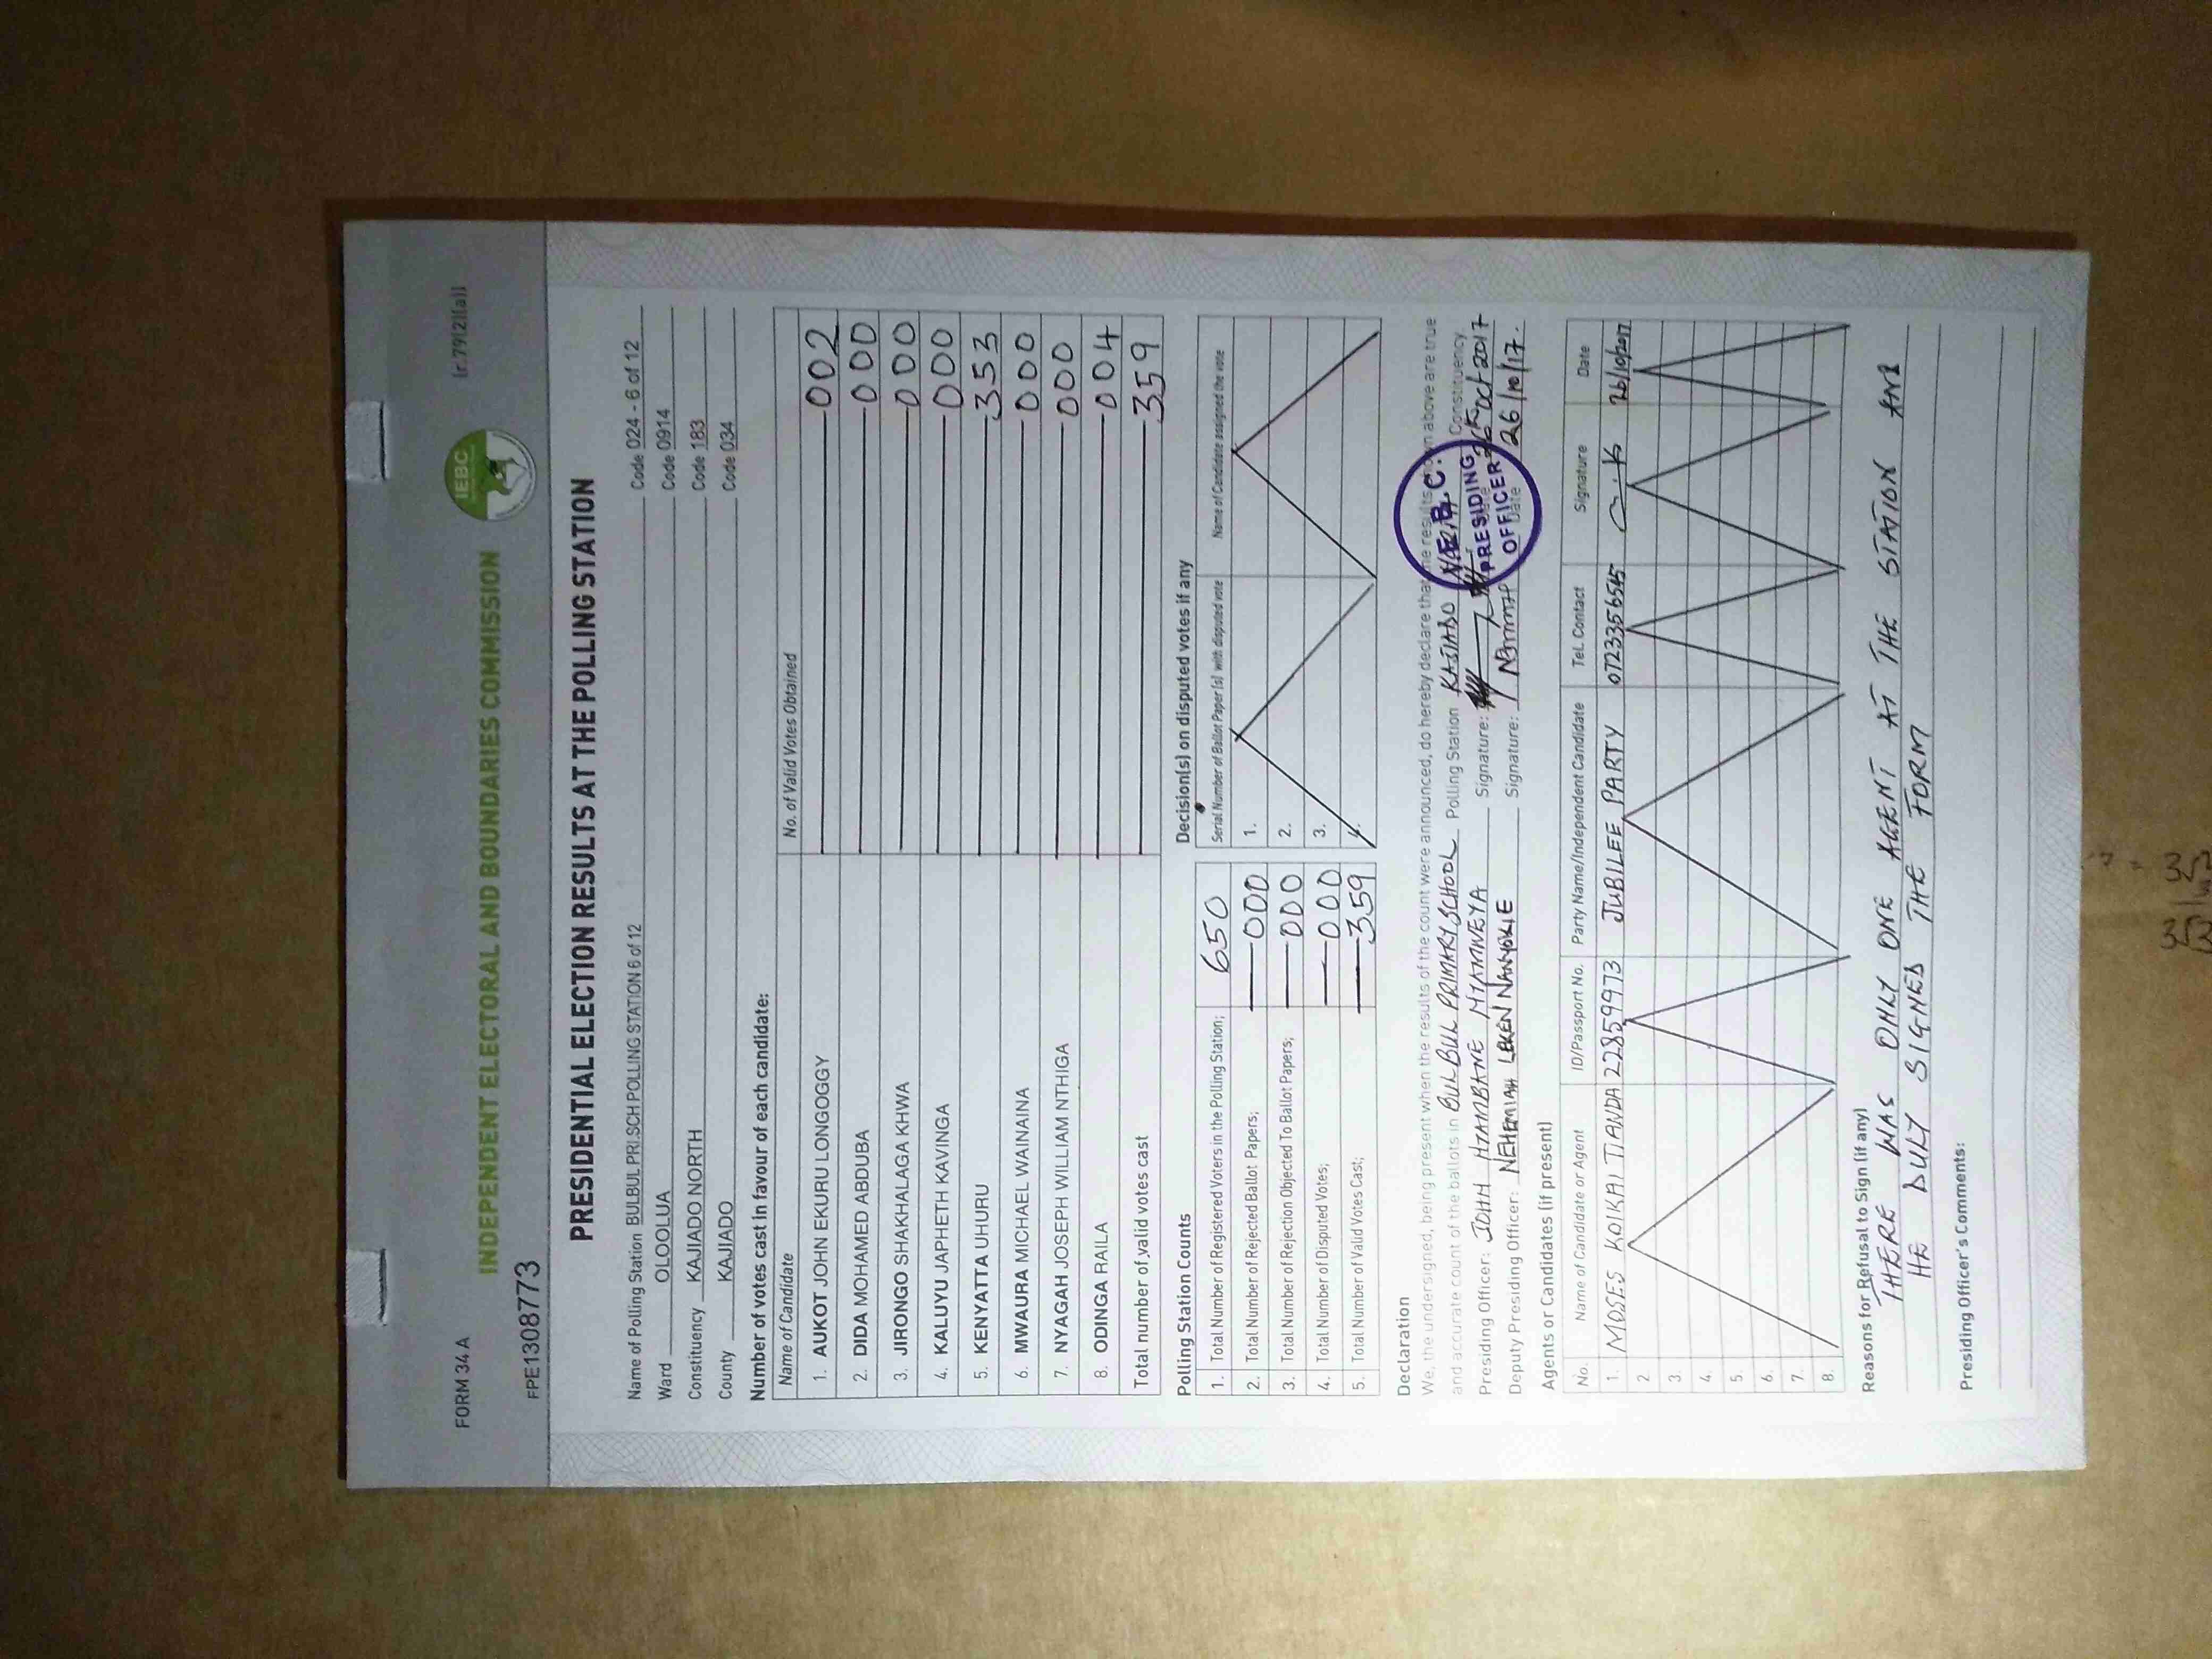 FORM 34 A
(r.79(2)(a))
IEBC
INDEPENDENT ELECTORAL AND BOUNDARIES COMMISSION
FPE1308773
PRESIDENTIAL ELECTION RESULTS AT THE POLLING STATION
Name of Polling Station BULBUL PRI.SCH POLLING STATION 6 of 12 Code 024 - 6 of 12
Ward OLOOLUA Code 0914
Constituency KAJIADO NORTH Code 183
County KAJIADO Code 034
Number of votes cast in favour of each candidate:
Name of Candidate No. of Valid Votes Obtained
1. AUKOT JOHN EKURU LONGOGGY 002
2. DIDA MOHAMED ABDUBA 000
3. JIRONGO SHAKHALAGA KHWA 000
4. KALUYU JAPHETH KAVINGA 000
5. KENYATTA UHURU 353
6. MWAURA MICHAEL WAINAINA 000
7. NYAGAH JOSEPH WILLIAM NTHIGA 000
8. ODINGA RAILA 004
Total number of valid votes cast 359
Polling Station Counts
1. Total Number of Registered Voters in the Polling Station; 650
2. Total Number of Rejected Ballot Papers; 000
3. Total Number of Rejection Objected To Ballot Papers; 000
4. Total Number of Disputed Votes; 000
5. Total Number of Valid Votes Cast; 359
Decision(s) on disputed votes if any
Serial Number of Ballot Paper (s) with disputed vote Name of Candidate assigned the vote
1.
2.
3.
4.
Declaration
We, the undersigned, being present when the results of the count were announced, do hereby declare that the results shown above are true
and accurate count of the ballots in BULBUL PRIMARY SCHOOL Polling Station KAJIADO Constituency
Presiding Officer: Signature: Oct 2017
Deputy Presiding Officer: NEHEMIAH NANYOKIE Signature: Date 26/10/17.
I.E.B.C.
PRESIDING
OFFICER
Agents or Candidates (if present)
No. Name of Candidate or Agent ID/Passport No. Party Name/Independent Candidate Tel. Contact Signature Date
1. MOSES KOIKAI TIANDA 22859973 JUBILEE PARTY 0723356545 26/10/2017
2
3.
4.
5.
6.
7.
8.
Reasons for Refusal to Sign (if any)
THERE WAS ONLY ONE AGENT AT THE STATION AND
HE DULY SIGNED THE FORM
Presiding Officer's Comments: